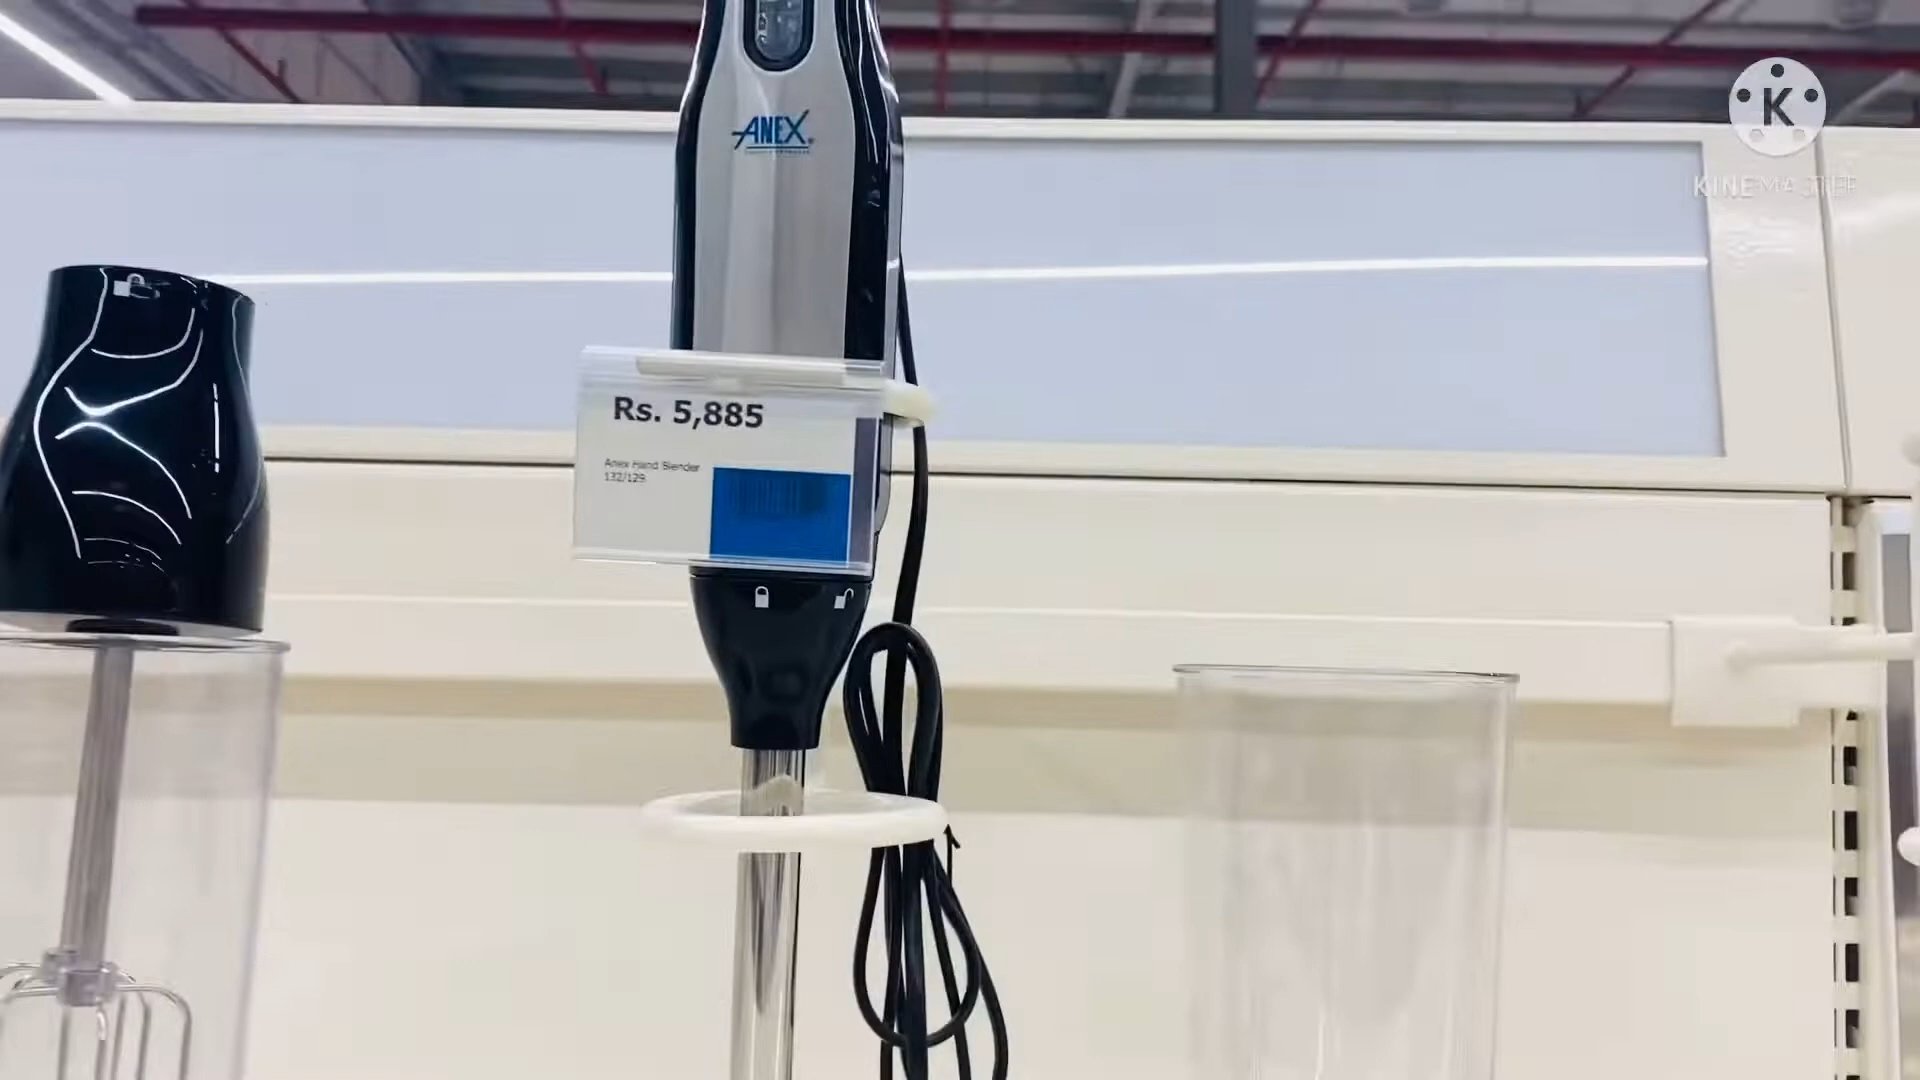 ANEX
K
KINEMASTER
Rs. 5,885
Anex Hand Blender
132/129